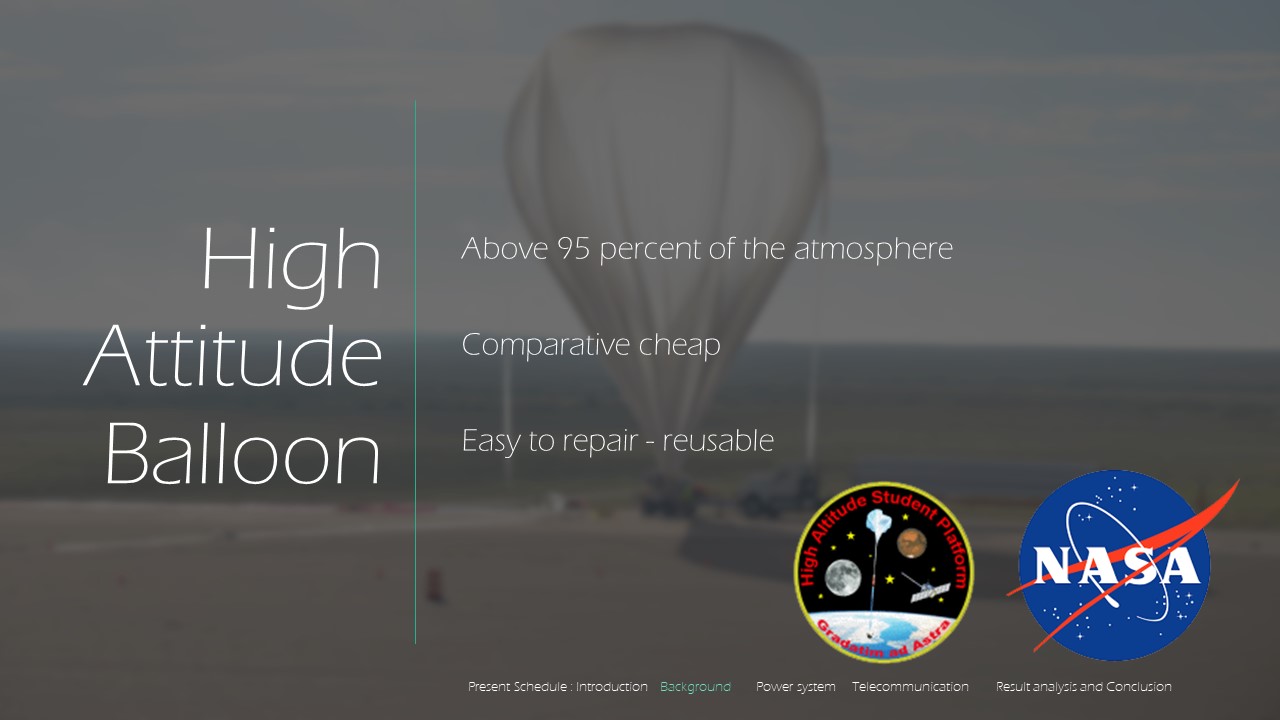 High
Attitude
Balloon
Above 95 percent of the atmosphere
Comparative cheap
Easy to repair - reusable
High Altitude Student Platform
Gradatim ad Astra
NASA
Present Schedule : Introduction Background Power system Telecommunication Result analysis and Conclusion